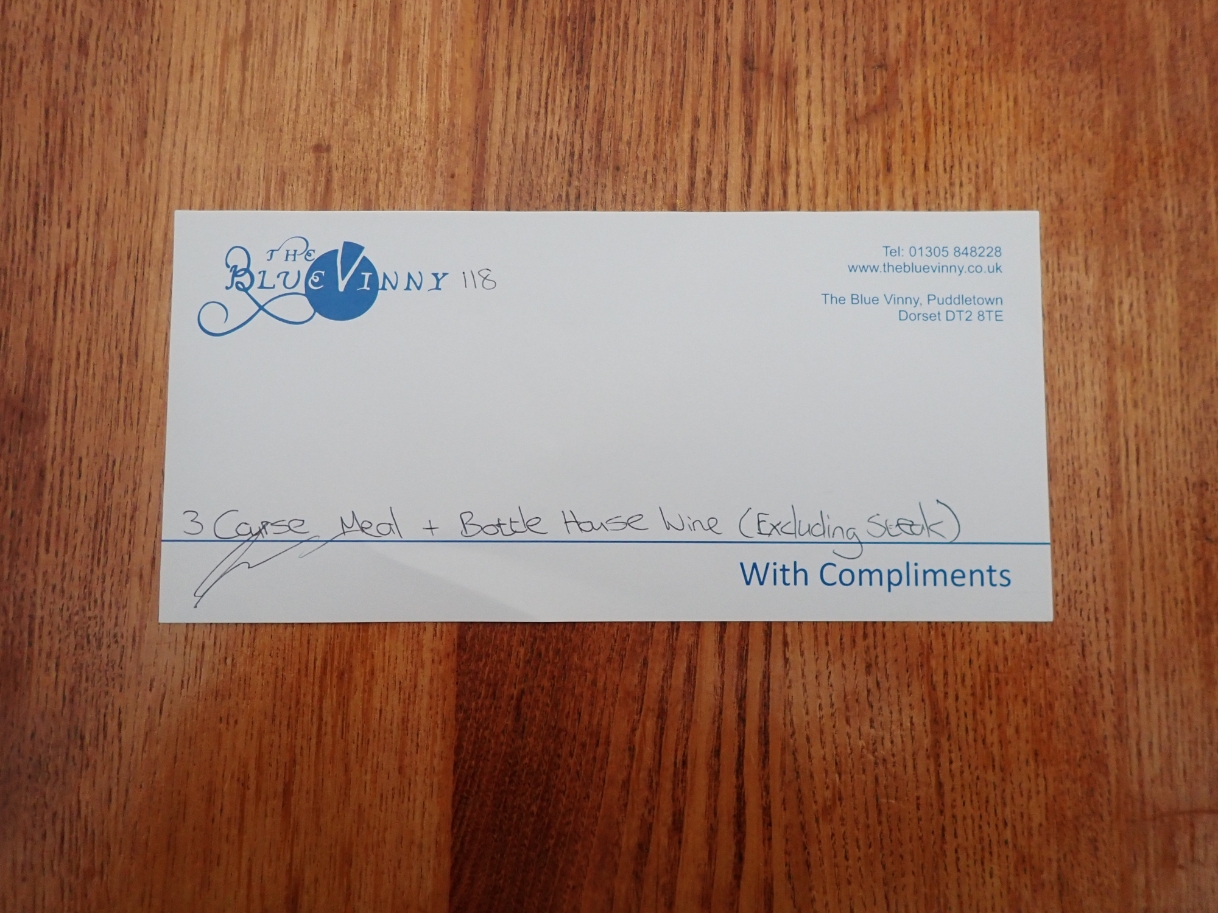 THE
BLUE VINNY 118
Tel: 01305 848228
www.thebluevinny.co.uk
The Blue Vinny, Puddletown
Dorset DT2 8TE
3 Course Meal + Bottle House Wine (Excluding Steak)
With Compliments